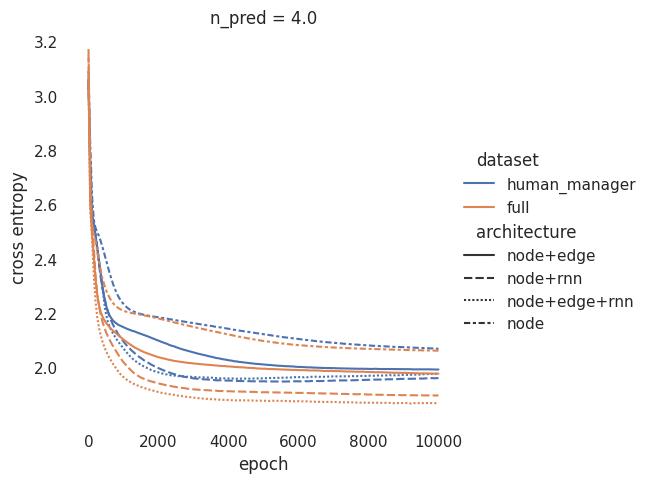 n_pred = 4.0
cross entropy
3.2
3.0
2.8
2.6
2.4
2.2
2.0
0
2000
4000
6000
8000
10000
epoch
dataset
human_manager
full
architecture
node+edge
node+rnn
node+edge+rnn
node